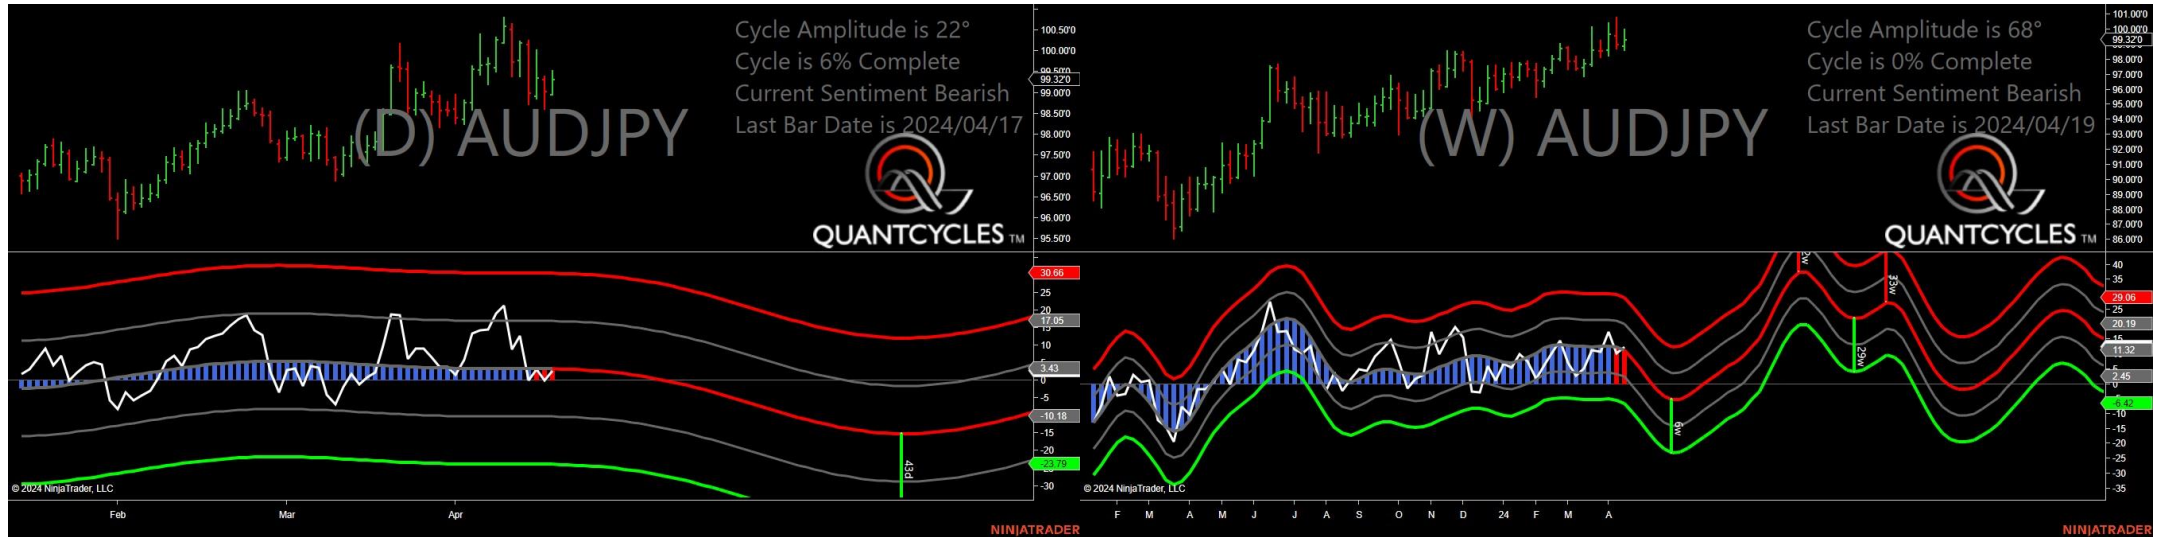 Cycle Amplitude is 22°
Cycle is 6% Complete
Current Sentiment Bearish
Last Bar Date is 2024/04/17
(D) AUDJPY
QUANTCYCLES TM
100.50'0
100.00'0
99.50'0
99.32'0
99.00'0
98.50'0
98.00'0
97.50'0
97.00'0
96.50'0
96.00'0
95.50'0
30.66
25
20
17.05
15
10
5
3.43
0
-5
-10.18
-15
-20
-23.79
-30
43d
© 2024 NinjaTrader, LLC
Feb Mar Apr
NINJATRADER
Cycle Amplitude is 68°
Cycle is 0% Complete
Current Sentiment Bearish
Last Bar Date is 2024/04/19
(W) AUDJPY
QUANTCYCLES TM
101.00'0
100.00'0
99.32'0
98.00'0
97.00'0
96.00'0
95.00'0
94.00'0
93.00'0
92.00'0
91.00'0
90.00'0
89.00'0
88.00'0
87.00'0
86.00'0
40
35
29.06
25
20.19
15
11.32
5
2.45
0
-6.42
-10
-15
-20
-25
-30
-35
6w
29w
33w
© 2024 NinjaTrader, LLC
F M A M J J A S O N D 24 F M A
NINJATRADER